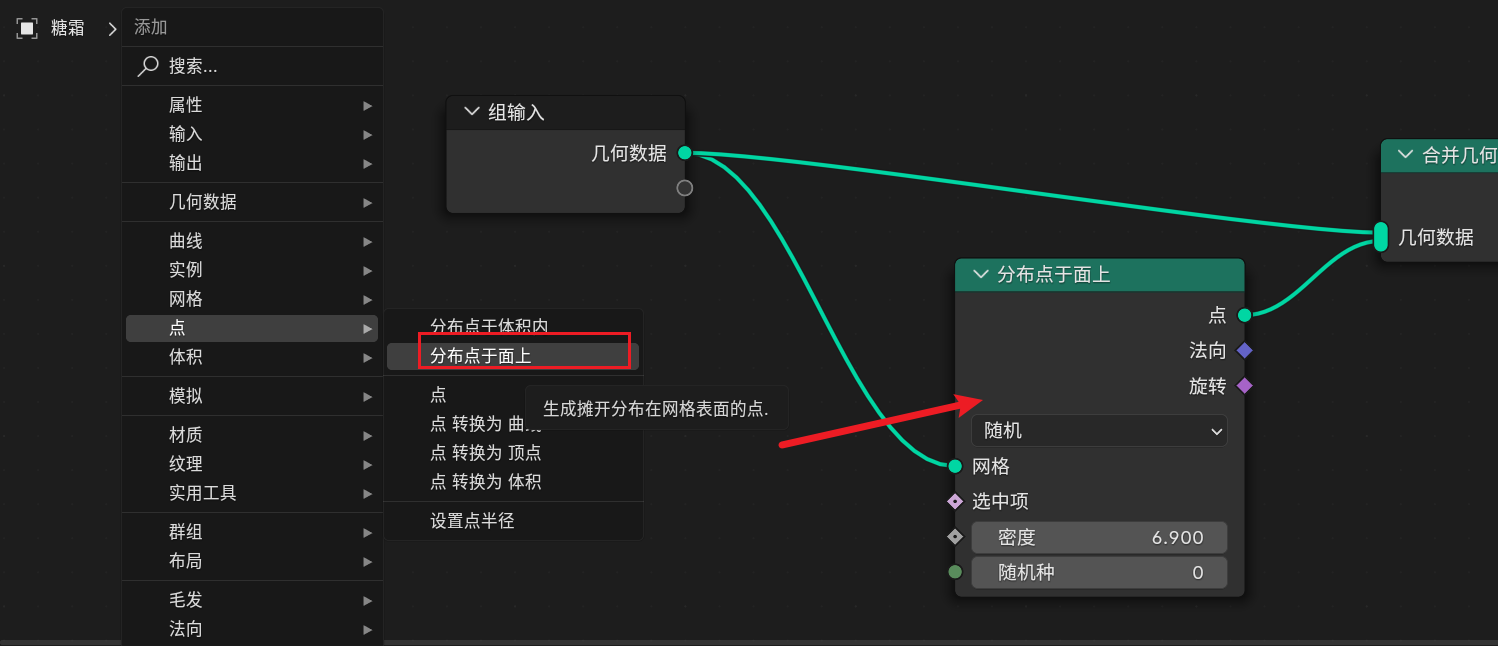 糖霜
添加
搜索...
属性
输入
输出
几何数据
曲线
实例
网格
点
体积
模拟
材质
纹理
实用工具
群组
布局
毛发
法向
分布点于体积内
分布点于面上
点
点 转换为 曲线
点 转换为 顶点
点 转换为 体积
设置点半径
生成摊开分布在网格表面的点.
组输入
几何数据
分布点于面上
点
法向
旋转
随机
网格
选中项
密度 6.900
随机种 0
合并几何
几何数据